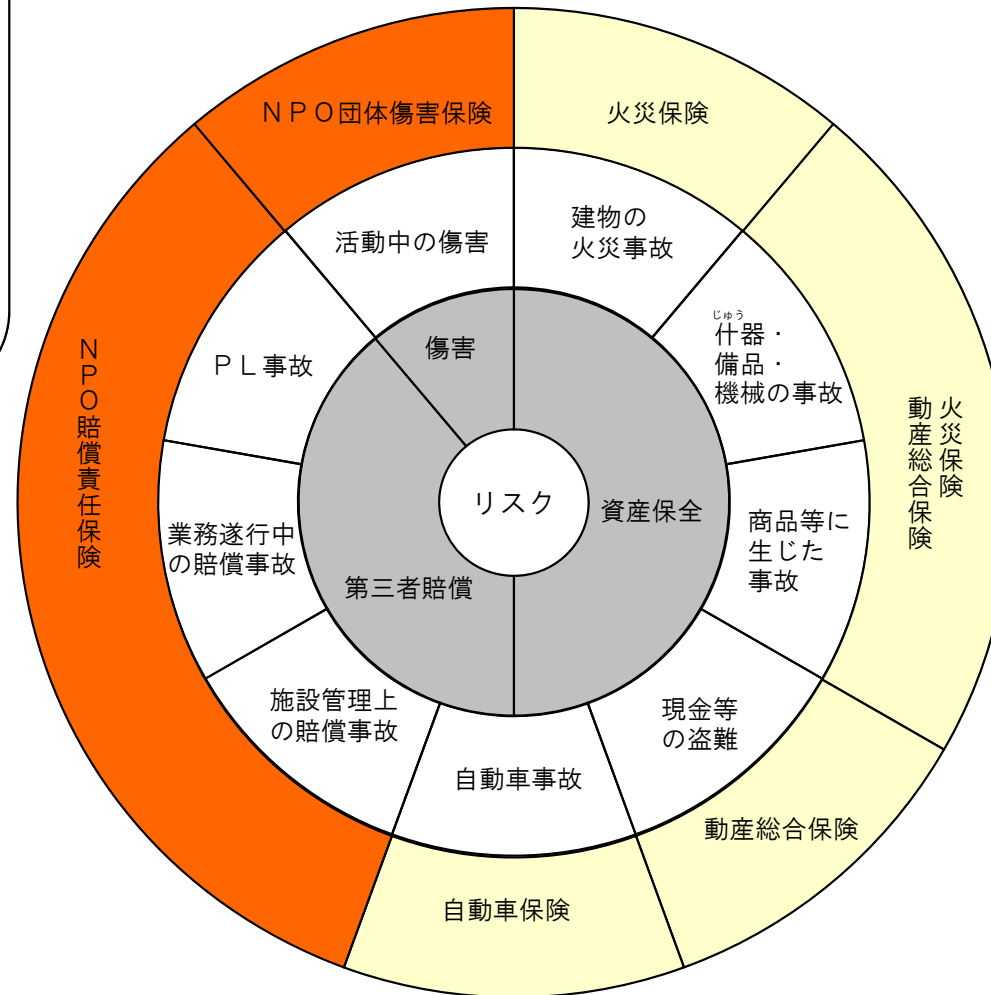 NPO団体傷害保険
火災保険
活動中の傷害
建物の
火災事故
じゅう
什器・
備品・
機械の事故
傷害
PL事故
NPO賠償責任保険
火災保険
動産総合保険
リスク
資産保全
商品等に
生じた
事故
業務遂行中
の賠償事故
第三者賠償
施設管理上
の賠償事故
現金等
の盗難
自動車事故
動産総合保険
自動車保険